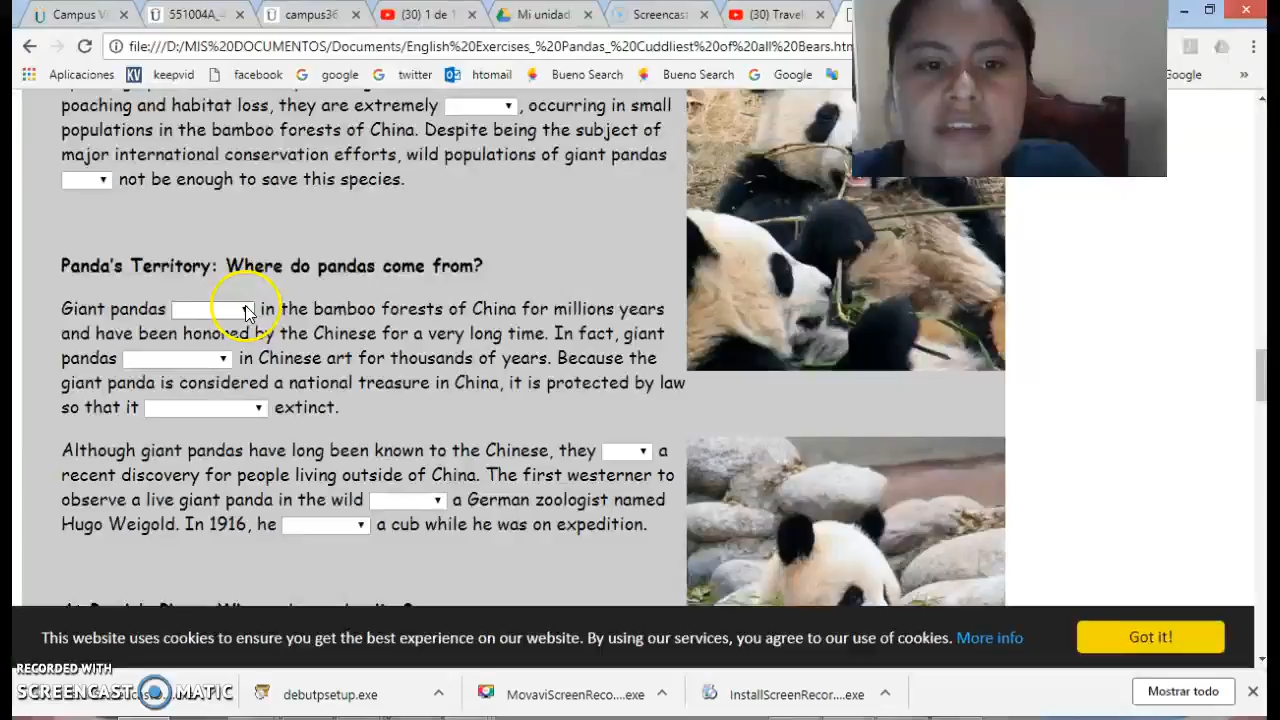 Campus Vi
551004A_4
campus36
(30) 1 de 1
Mi unidad
Screencast
(30) Travel
file:///D:/MIS%20DOCUMENTOS/Documents/English%20Exercises_%20Pandas_%20Cuddliest%20of%20all%20Bears.htm
Aplicaciones keepvid facebook google twitter htomail Bueno Search Bueno Search Google Google »
poaching and habitat loss, they are extremely , occurring in small
populations in the bamboo forests of China. Despite being the subject of
major international conservation efforts, wild populations of giant pandas
not be enough to save this species.
Panda's Territory: Where do pandas come from?
Giant pandas in the bamboo forests of China for millions years
and have been honored by the Chinese for a very long time. In fact, giant
pandas in Chinese art for thousands of years. Because the
giant panda is considered a national treasure in China, it is protected by law
so that it extinct.
Although giant pandas have long been known to the Chinese, they a
recent discovery for people living outside of China. The first westerner to
observe a live giant panda in the wild a German zoologist named
Hugo Weigold. In 1916, he a cub while he was on expedition.
This website uses cookies to ensure you get the best experience on our website. By using our services, you agree to our use of cookies. More info
Got it!
RECORDED WITH
SCREENCAST MATIC
debutpsetup.exe
MovaviScreenReco....exe
InstallScreenRecor....exe
Mostrar todo